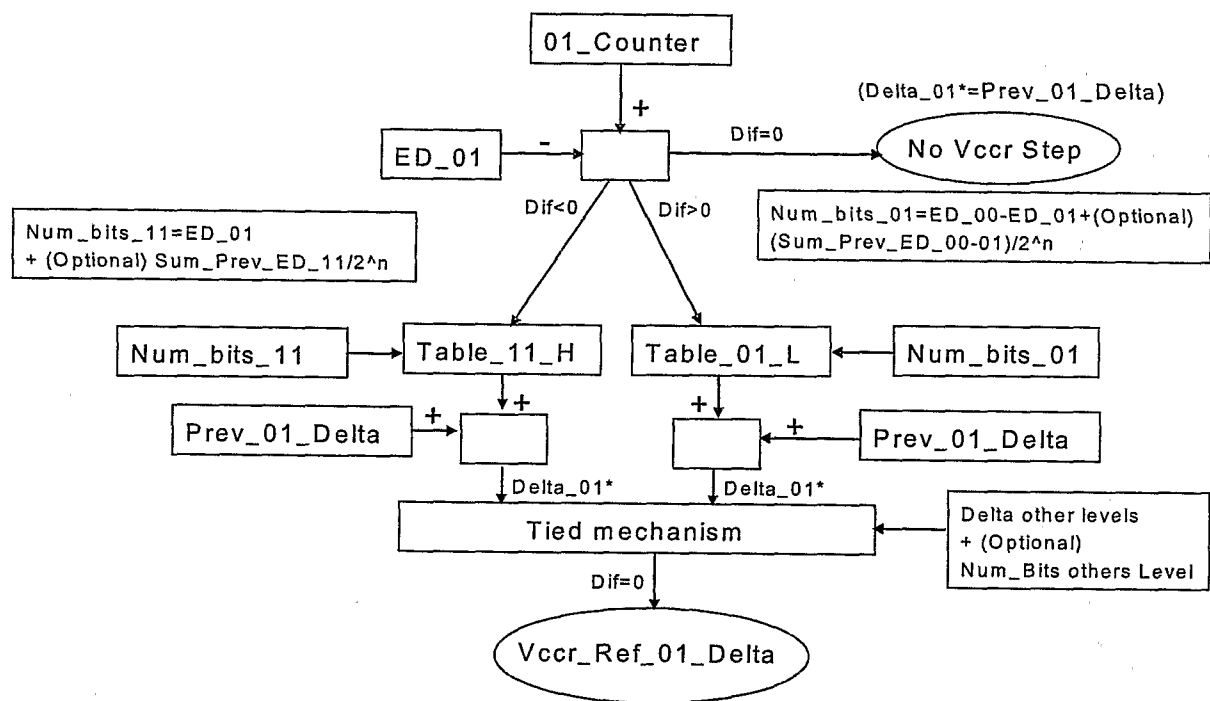 01_Counter
(Delta_01*=Prev_01_Delta)
+
ED_01
-
Dif=0
No Vccr Step
Dif<0
Dif>0
Num_bits_11=ED_01
+ (Optional) Sum_Prev_ED_11/2^n
Num_bits_01=ED_00-ED_01+(Optional)
(Sum_Prev_ED_00-01)/2^n
Num_bits_11
Table_11_H
Table_01_L
Num_bits_01
+
+
Prev_01_Delta
+
+
Prev_01_Delta
Delta_01*
Delta_01*
Tied mechanism
Delta other levels
+ (Optional)
Num_Bits others Level
Dif=0
Vccr_Ref_01_Delta